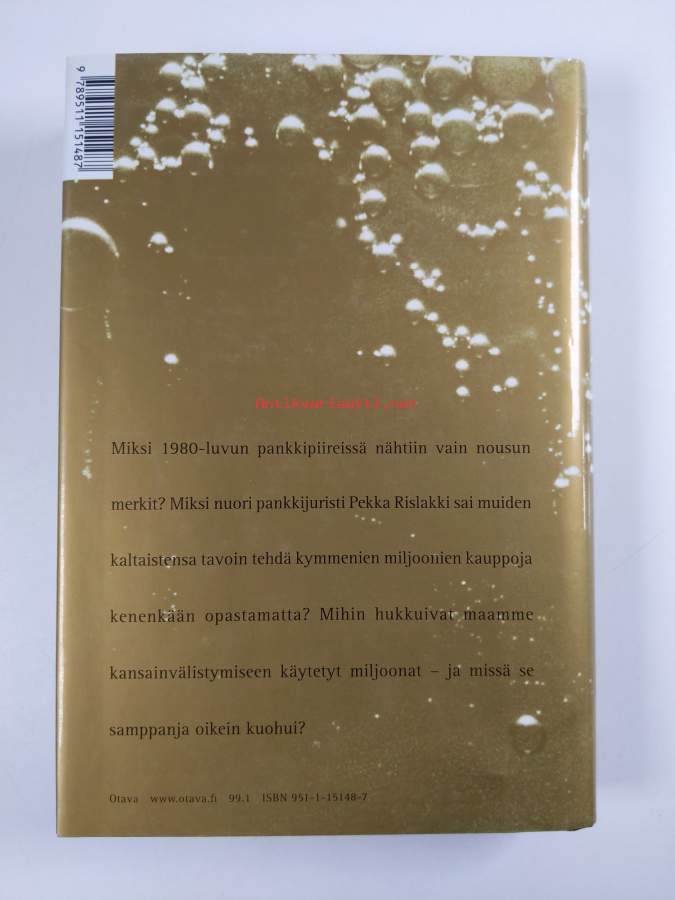 9 789511 151487
Antikvariaatti.net
Miksi 1980-luvun pankkipiireissä nähtiin vain nousun
merkit? Miksi nuori pankkijuristi Pekka Rislakki sai muiden
kaltaistensa tavoin tehdä kymmenien miljoonien kauppoja
kenenkään opastamatta? Mihin hukkuivat maamme
kansainvälistymiseen käytetyt miljoonat – ja missä se
samppanja oikein kuohui?
Otava www.otava.fi 99.1 ISBN 951-1-15148-7